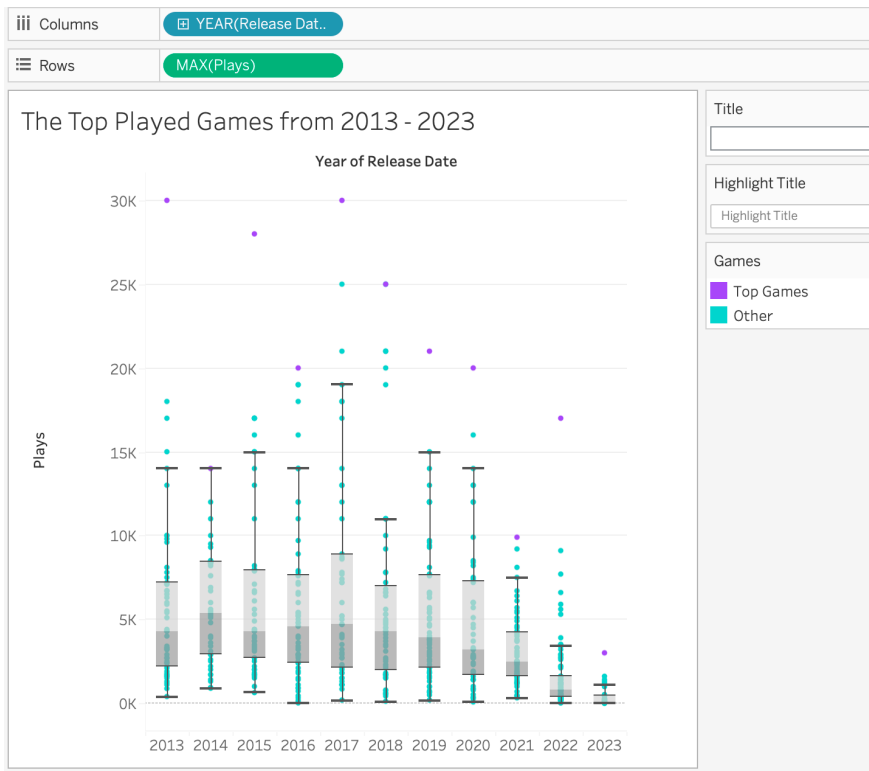 Columns
YEAR(Release Dat..
Rows
MAX(Plays)
The Top Played Games from 2013 - 2023
Year of Release Date
30K
25K
20K
15K
10K
5K
0K
Plays
2013 2014 2015 2016 2017 2018 2019 2020 2021 2022 2023
Title
Highlight Title
Highlight Title
Games
Top Games
Other